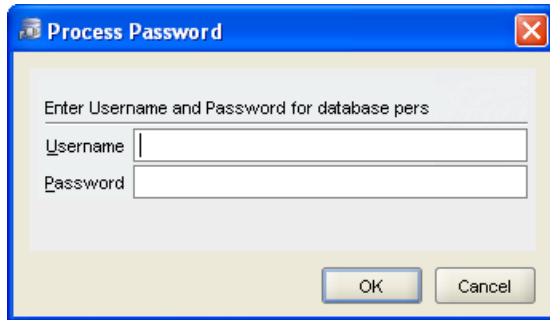 Process Password
Enter Username and Password for database pers
Username
Password
OK Cancel